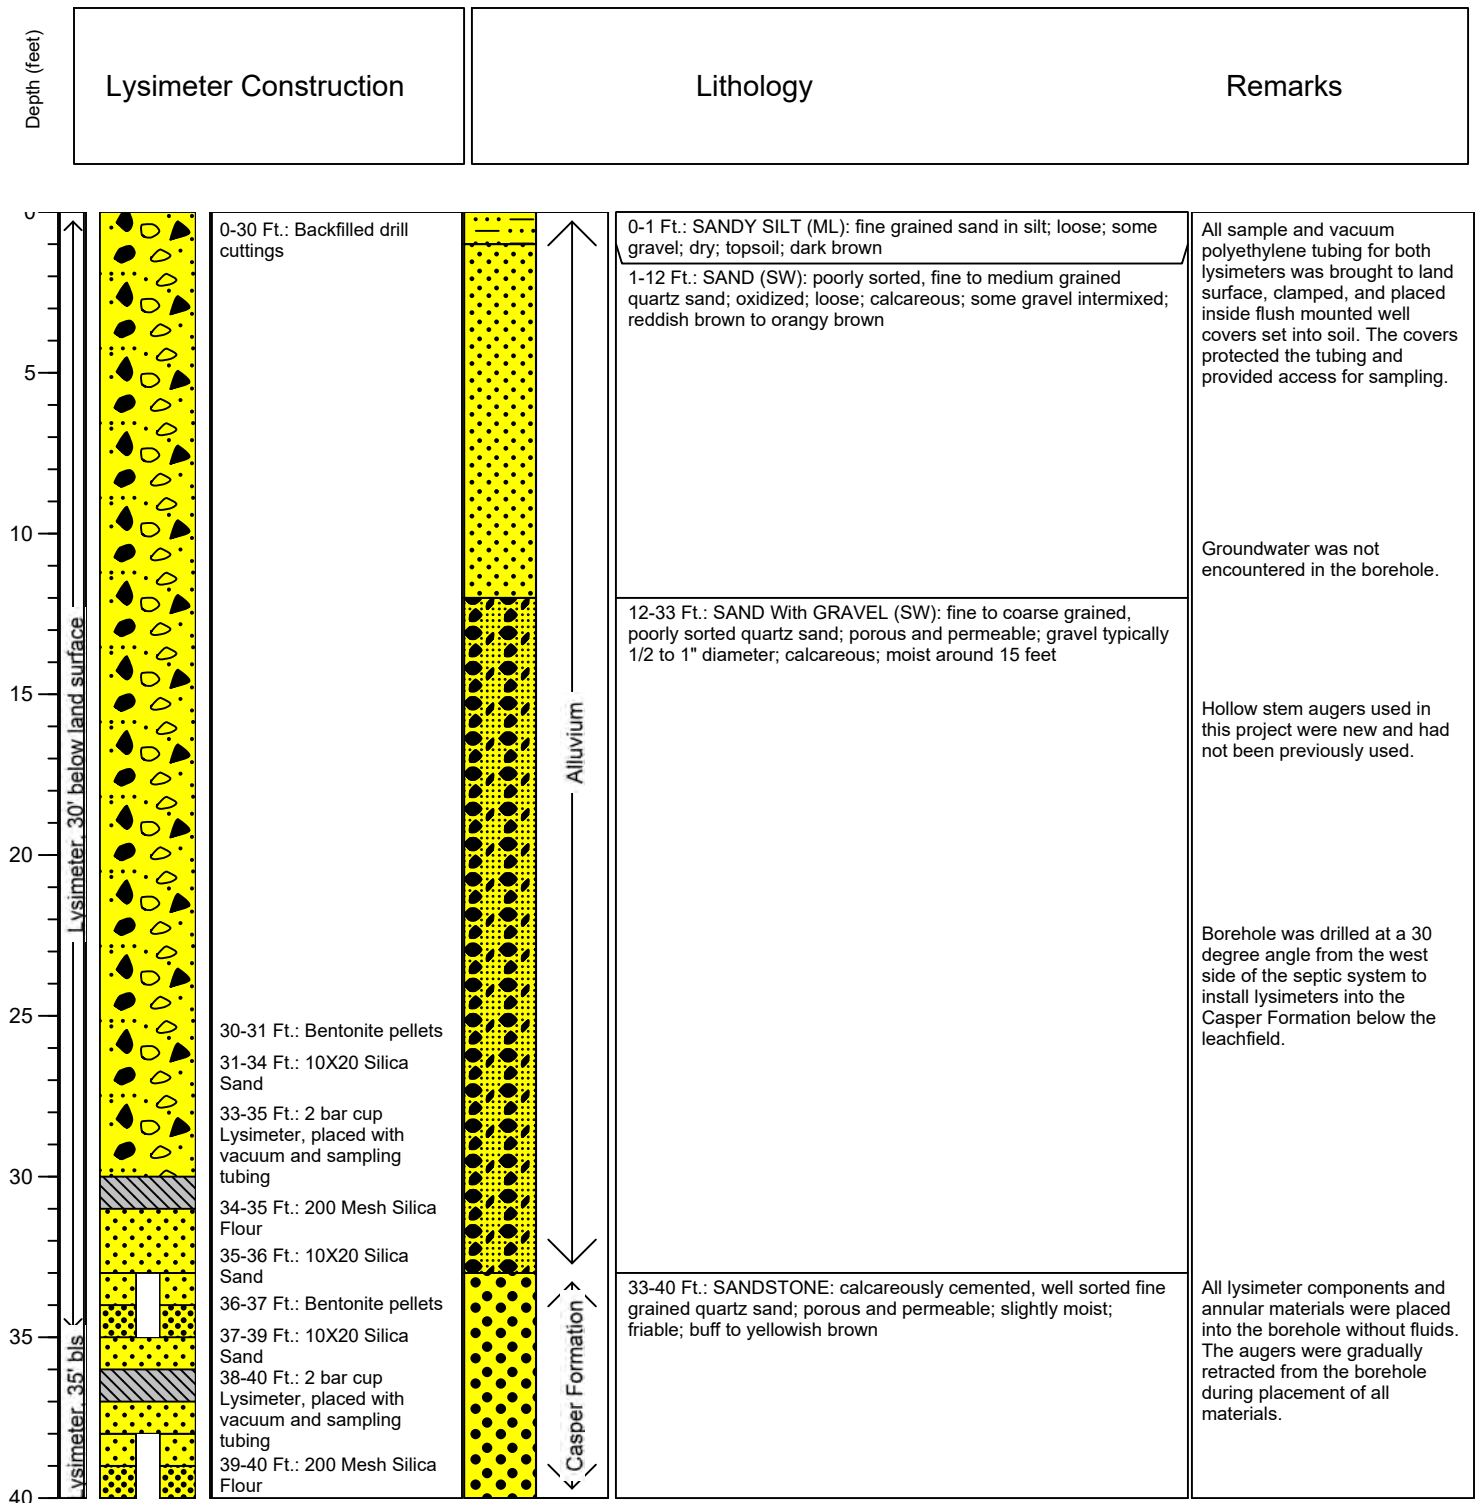 Depth (feet)
Lysimeter Construction
Lithology
Remarks
0
5
10
15
20
25
30
35
40
Lysimeter, 30' below land surface
Lysimeter, 35' bls
0-30 Ft.: Backfilled drill
cuttings
30-31 Ft.: Bentonite pellets
31-34 Ft.: 10X20 Silica
Sand
33-35 Ft.: 2 bar cup
Lysimeter, placed with
vacuum and sampling
tubing
34-35 Ft.: 200 Mesh Silica
Flour
35-36 Ft.: 10X20 Silica
Sand
36-37 Ft.: Bentonite pellets
37-39 Ft.: 10X20 Silica
Sand
38-40 Ft.: 2 bar cup
Lysimeter, placed with
vacuum and sampling
tubing
39-40 Ft.: 200 Mesh Silica
Flour
Alluvium
Casper Formation
0-1 Ft.: SANDY SILT (ML): fine grained sand in silt; loose; some
gravel; dry; topsoil; dark brown
1-12 Ft.: SAND (SW): poorly sorted, fine to medium grained
quartz sand; oxidized; loose; calcareous; some gravel intermixed;
reddish brown to orangy brown
12-33 Ft.: SAND With GRAVEL (SW): fine to coarse grained,
poorly sorted quartz sand; porous and permeable; gravel typically
1/2 to 1" diameter; calcareous; moist around 15 feet
33-40 Ft.: SANDSTONE: calcareously cemented, well sorted fine
grained quartz sand; porous and permeable; slightly moist;
friable; buff to yellowish brown
All sample and vacuum
polyethylene tubing for both
lysimeters was brought to land
surface, clamped, and placed
inside flush mounted well
covers set into soil. The covers
protected the tubing and
provided access for sampling.
Groundwater was not
encountered in the borehole.
Hollow stem augers used in
this project were new and had
not been previously used.
Borehole was drilled at a 30
degree angle from the west
side of the septic system to
install lysimeters into the
Casper Formation below the
leachfield.
All lysimeter components and
annular materials were placed
into the borehole without fluids.
The augers were gradually
retracted from the borehole
during placement of all
materials.